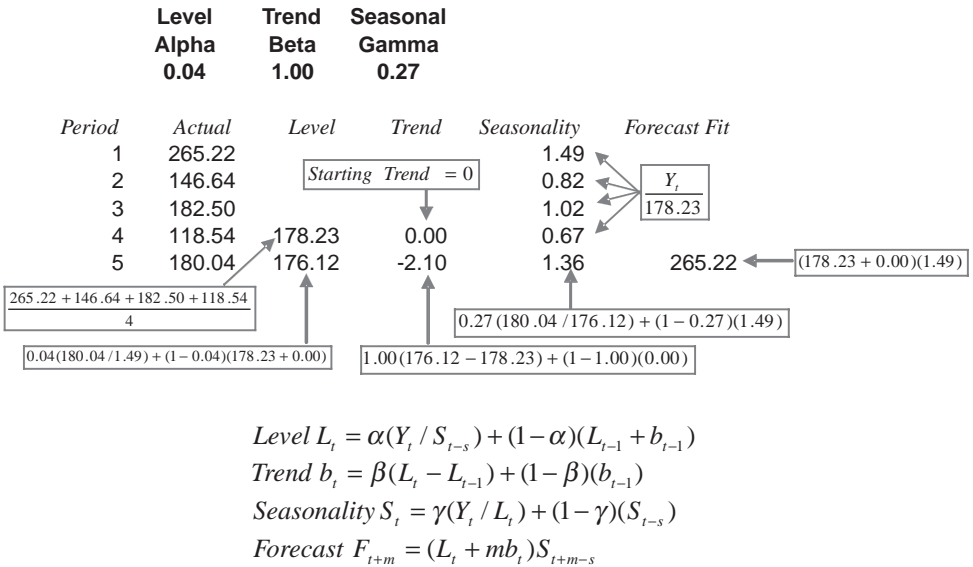 Level Trend Seasonal
Alpha Beta Gamma
0.04 1.00 0.27
Period Actual Level Trend Seasonality Forecast Fit
1 265.22 1.49
2 146.64 0.82
3 182.50 1.02
4 118.54 178.23 0.00 0.67
5 180.04 176.12 -2.10 1.36 265.22
Starting Trend = 0
Y_t / 178.23
(178.23 + 0.00)(1.49)
265.22 + 146.64 + 182.50 + 118.54
4
0.27(180.04 / 176.12) + (1 − 0.27)(1.49)
0.04(180.04 / 1.49) + (1 − 0.04)(178.23 + 0.00)
1.00(176.12 − 178.23) + (1 − 1.00)(0.00)
Level L_t = α(Y_t / S_{t−s}) + (1 − α)(L_{t−1} + b_{t−1})
Trend b_t = β(L_t − L_{t−1}) + (1 − β)(b_{t−1})
Seasonality S_t = γ(Y_t / L_t) + (1 − γ)(S_{t−s})
Forecast F_{t+m} = (L_t + mb_t)S_{t+m−s}